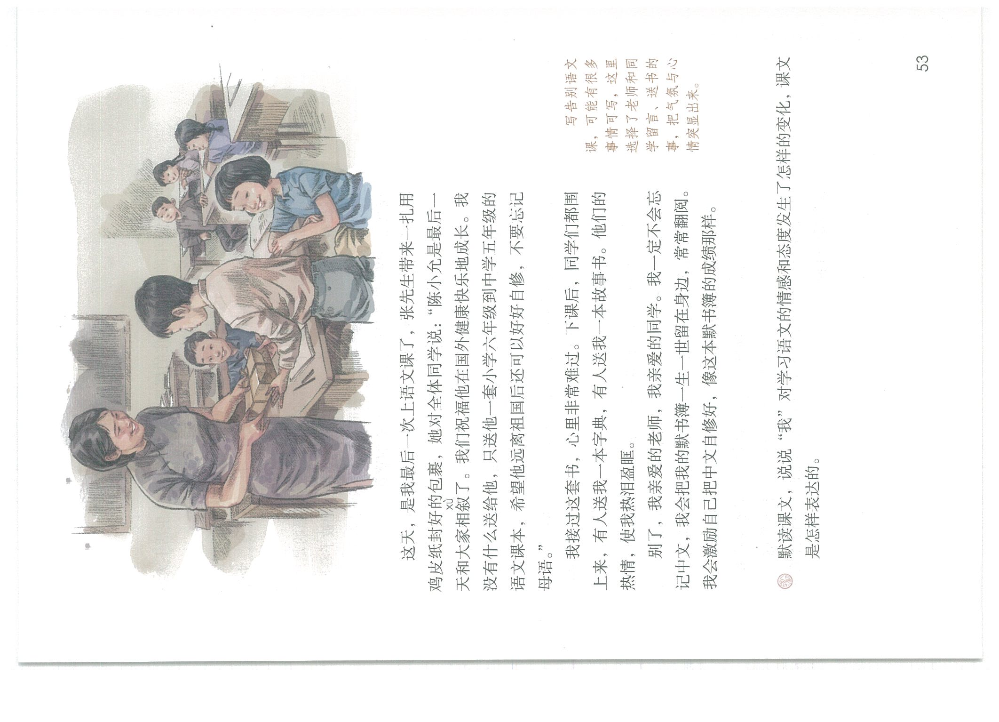 这天，是我最后一次上语文课了，张先生带来一扎用
鸡皮纸封好的包裹，她对全体同学说：“陈小允是最后一
xù
天和大家相叙了。我们祝福他在国外健康快乐地成长。我
没有什么送给他，只送他一套小学六年级到中学五年级的
语文课本，希望他远离祖国后还可以好好自修，不要忘记
母语。”
我接过这套书，心里非常难过。下课后，同学们都围
上来，有人送我一本字典，有人送我一本故事书。他们的
热情，使我热泪盈眶。
别了，我亲爱的老师，我亲爱的同学。我一定不会忘
记中文，我会把我的默书簿一生一世留在身边，常常翻阅。
我会激励自己把中文自修好，像这本默书簿的成绩那样。
写告别语文
课，可能有很多
事情可写，这里
选择了老师和同
学留言、送书的
事，把气氛与心
情突显出来。
默读课文，说说“我”对学习语文的情感和态度发生了怎样的变化，课文
是怎样表达的。
53